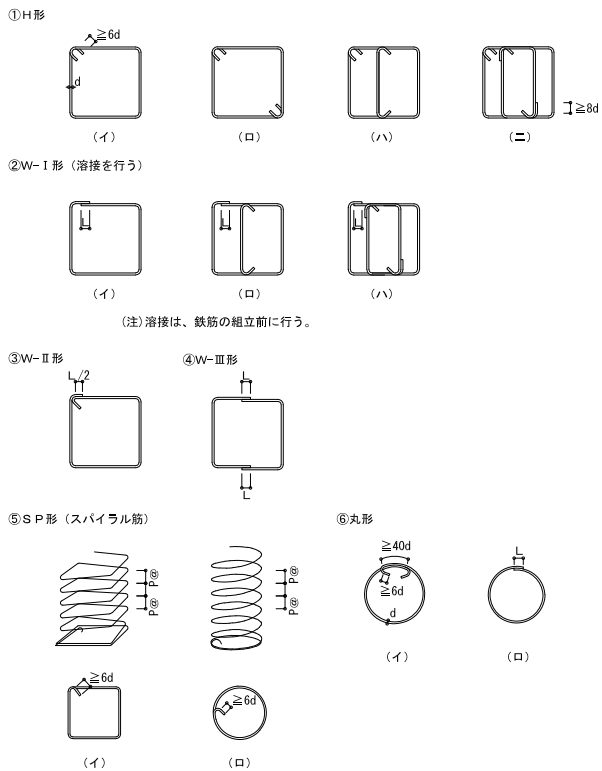 ①H形
≧6d
d
≧8d
(イ) (ロ) (ハ) (ニ)
②W-Ⅰ形(溶接を行う)
L L L
(イ) (ロ) (ハ)
(注)溶接は、鉄筋の組立前に行う。
③W-Ⅱ形 ④W-Ⅲ形
L/2 L
L
⑤SP形(スパイラル筋) ⑥丸形
≧40d L
P@ P@
P@ P@
≧6d
d
(イ) (ロ)
≧6d ≧6d
(イ) (ロ)